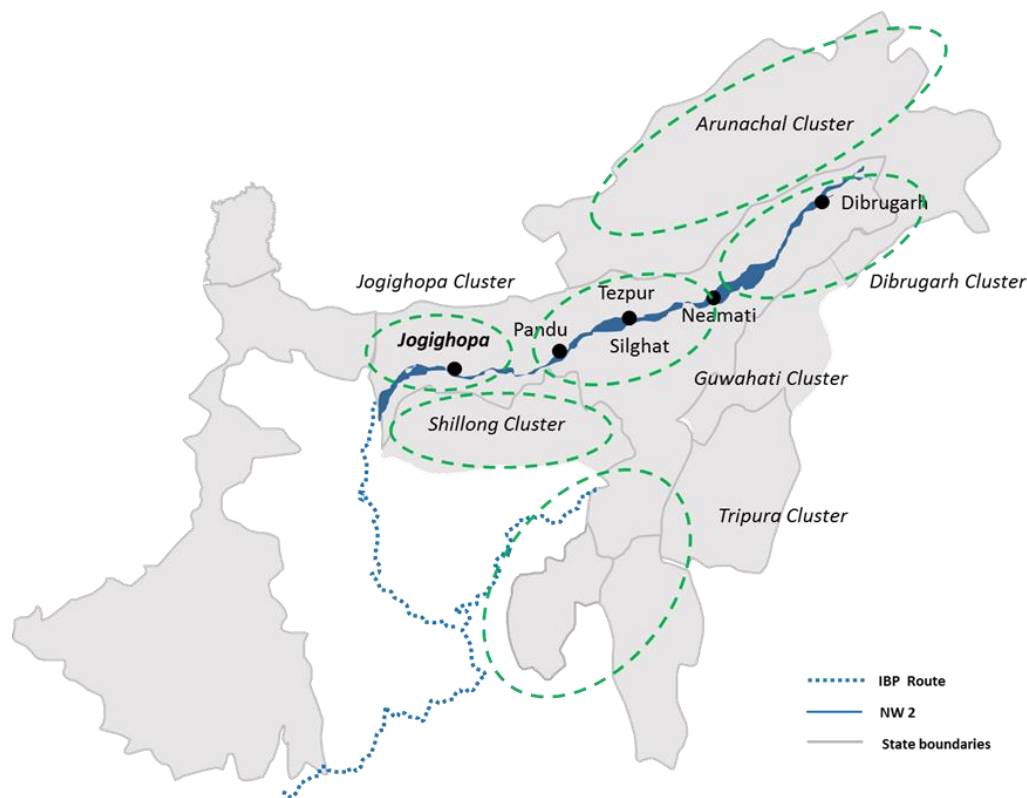 Arunachal Cluster
Dibrugarh
Jogighopa Cluster
Dibrugarh Cluster
Tezpur
Neamati
Pandu
Jogighopa
Silghat
Guwahati Cluster
Shillong Cluster
Tripura Cluster
IBP Route
NW 2
State boundaries